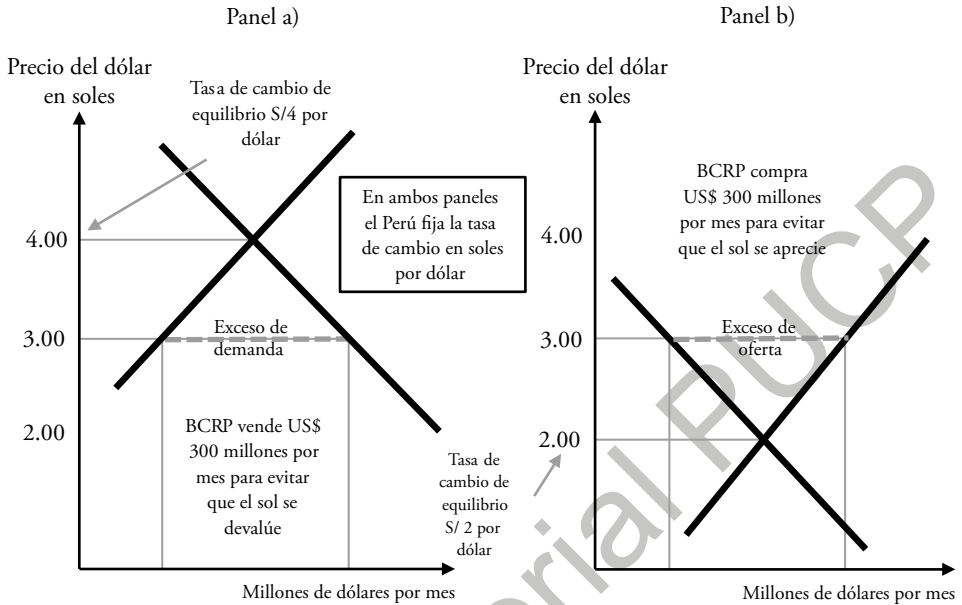 Panel a)
Precio del dólar
en soles
Tasa de cambio de
equilibrio S/4 por
dólar
En ambos paneles
el Perú fija la tasa
de cambio en soles
por dólar
4.00
3.00
2.00
Exceso de
demanda
BCRP vende US$
300 millones por
mes para evitar
que el sol se
devalúe
Millones de dólares por mes
Panel b)
Precio del dólar
en soles
BCRP compra
US$ 300 millones
por mes para evitar
que el sol se aprecie
4.00
3.00
2.00
Exceso de
oferta
Tasa de
cambio de
equilibrio
S/ 2 por
dólar
Millones de dólares por mes
rial PUCP